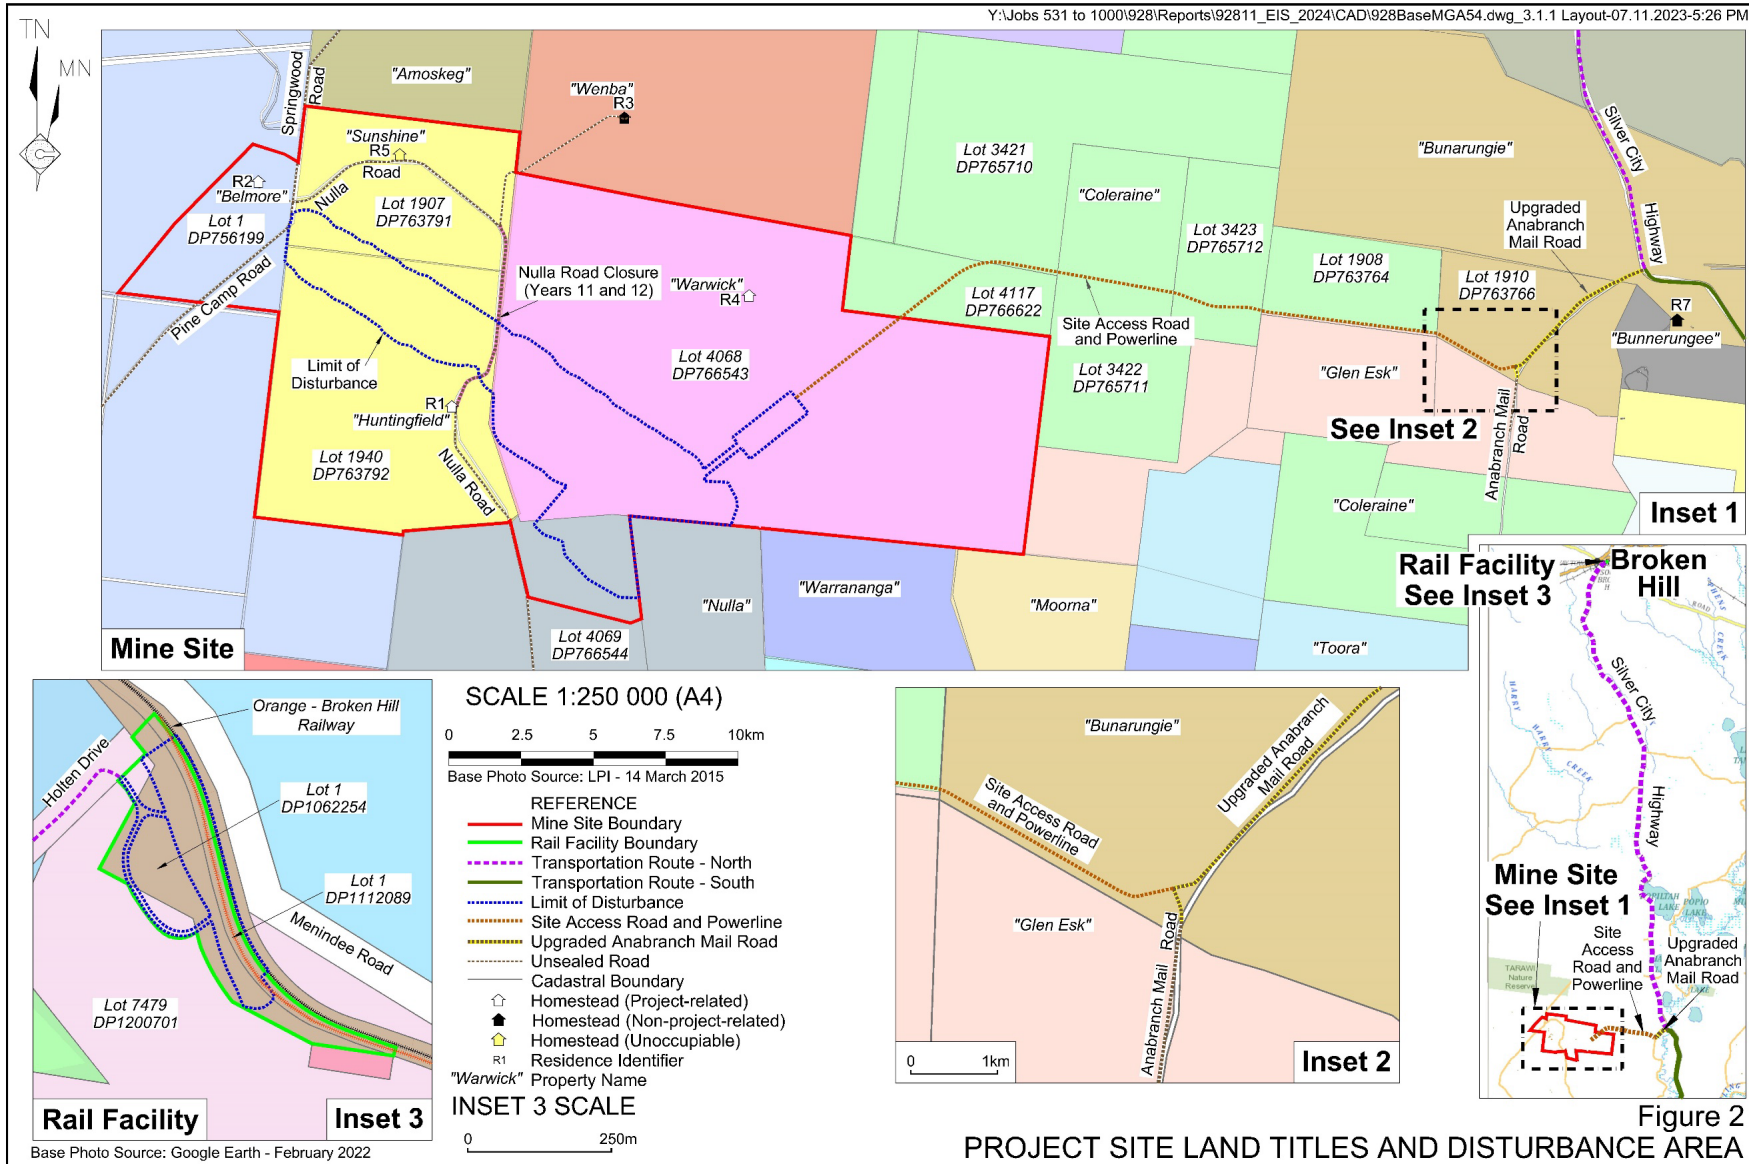 Y:\Jobs 531 to 1000\928\Reports\92811_EIS_2024\CAD\928BaseMGA54.dwg_3.1.1 Layout-07.11.2023-5:26 PM
TN
MN
Springwood
Road
"Amoskeg"
"Wenba"
R3
"Sunshine"
R5
Road
Nulla
R2
"Belmore"
Lot 1
DP756199
Lot 1907
DP763791
Pine Camp Road
Nulla Road Closure
(Years 11 and 12)
"Warwick"
R4
Limit of
Disturbance
R1
"Huntingfield"
Lot 1940
DP763792
Nulla Road
Lot 4068
DP766543
Lot 3421
DP765710
"Coleraine"
Lot 3423
DP765712
Lot 4117
DP766622
Site Access Road
and Powerline
Lot 3422
DP765711
"Bunarungie"
Silver City
Highway
Upgraded
Anabranch
Mail Road
Lot 1908
DP763764
Lot 1910
DP763766
R7
"Bunnerungee"
"Glen Esk"
See Inset 2
Anabranch Mail
Road
"Coleraine"
Inset 1
"Nulla"
"Warrananga"
"Moorna"
"Toora"
Lot 4069
DP766544
Mine Site
Rail Facility
See Inset 3
Broken
Hill
Silver City
Highway
HARRY
HARRY
CREEK
CREEK
ROAD
POPIO
LAKE
Mine Site
See Inset 1
Site
Access
Road and
Powerline
Upgraded
Anabranch
Mail Road
TARAWI
Nature
Reserve
Orange - Broken Hill
Railway
Holten Drive
Lot 1
DP1062254
Lot 1
DP1112089
Menindee Road
Lot 7479
DP1200701
Rail Facility
Inset 3
Base Photo Source: Google Earth - February 2022
SCALE 1:250 000 (A4)
0 2.5 5 7.5 10km
Base Photo Source: LPI - 14 March 2015
REFERENCE
Mine Site Boundary
Rail Facility Boundary
Transportation Route - North
Transportation Route - South
Limit of Disturbance
Site Access Road and Powerline
Upgraded Anabranch Mail Road
Unsealed Road
Cadastral Boundary
Homestead (Project-related)
Homestead (Non-project-related)
Homestead (Unoccupiable)
R1 Residence Identifier
"Warwick" Property Name
INSET 3 SCALE
0 250m
"Bunarungie"
Upgraded Anabranch
Mail Road
Site Access Road
and Powerline
"Glen Esk"
Anabranch Mail Road
0 1km
Inset 2
Figure 2
PROJECT SITE LAND TITLES AND DISTURBANCE AREA